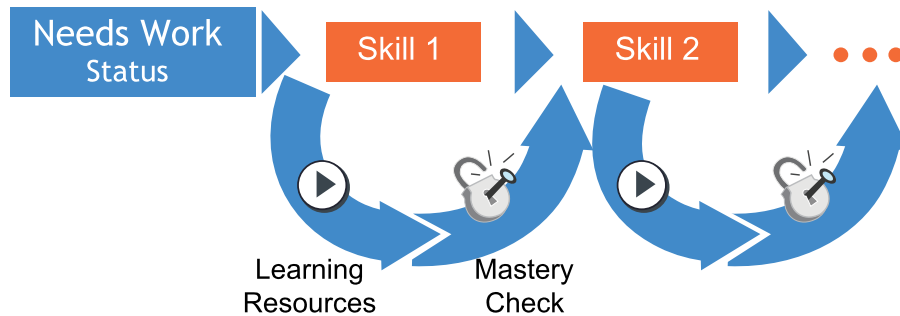 Needs Work
Status
Skill 1
Skill 2
Learning
Resources
Mastery
Check